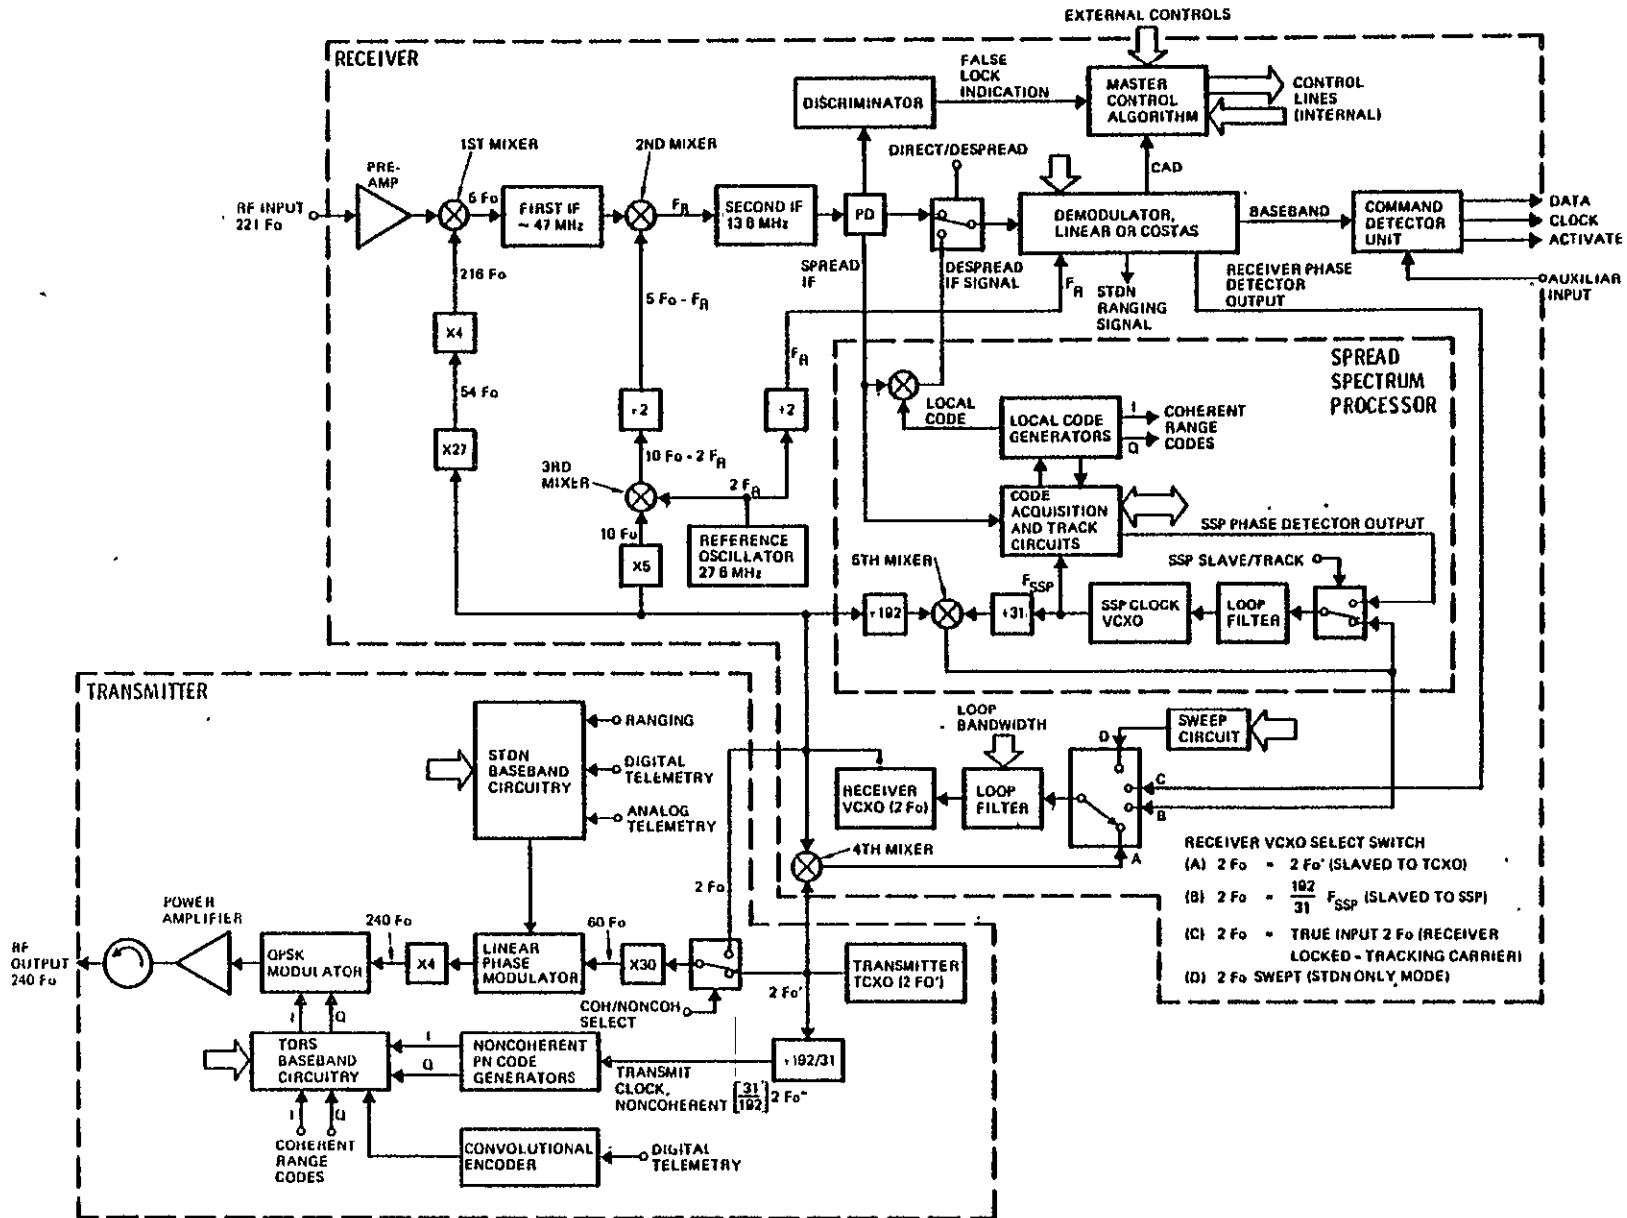 EXTERNAL CONTROLS
RECEIVER
FALSE
LOCK
INDICATION
DISCRIMINATOR
MASTER
CONTROL
ALGORITHM
CONTROL
LINES
(INTERNAL)
1ST MIXER
2ND MIXER
DIRECT/DESPREAD
CAD
PRE-
AMP
RF INPUT
221 Fo
5 Fo
FIRST IF
~ 47 MHz
FR
SECOND IF
13 8 MHz
PD
DEMODULATOR,
LINEAR OR COSTAS
BASEBAND
COMMAND
DETECTOR
UNIT
DATA
CLOCK
ACTIVATE
AUXILIAR
INPUT
216 Fo
SPREAD
IF
DESPREAD
IF SIGNAL
FR
STDN
RANGING
SIGNAL
RECEIVER PHASE
DETECTOR
OUTPUT
5 Fo - FR
X4
FR
SPREAD
SPECTRUM
PROCESSOR
54 Fo
÷2
÷2
LOCAL
CODE
LOCAL CODE
GENERATORS
I
Q
COHERENT
RANGE
CODES
X27
10 Fo - 2 FR
3RD
MIXER
2 FR
CODE
ACQUISITION
AND TRACK
CIRCUITS
SSP PHASE DETECTOR OUTPUT
10 Fo
REFERENCE
OSCILLATOR
27 6 MHz
X5
5TH MIXER
FSSP
SSP SLAVE/TRACK
÷192
÷31
SSP CLOCK
VCXO
LOOP
FILTER
TRANSMITTER
LOOP
BANDWIDTH
SWEEP
CIRCUIT
D
STDN
BASEBAND
CIRCUITRY
RANGING
DIGITAL
TELEMETRY
ANALOG
TELEMETRY
RECEIVER
VCXO (2 Fo)
LOOP
FILTER
C
B
A
4TH MIXER
RECEIVER VCXO SELECT SWITCH
(A) 2 Fo = 2 Fo' (SLAVED TO TCXO)
(B) 2 Fo = 192/31 FSSP (SLAVED TO SSP)
(C) 2 Fo = TRUE INPUT 2 Fo (RECEIVER
LOCKED - TRACKING CARRIER)
(D) 2 Fo SWEPT (STDN ONLY MODE)
2 Fo
POWER
AMPLIFIER
240 Fo
60 Fo
RF
OUTPUT
240 Fo
QPSK
MODULATOR
X4
LINEAR
PHASE
MODULATOR
X30
TRANSMITTER
TCXO (2 FO')
2 Fo'
COH/NONCOH
SELECT
I
Q
TDRS
BASEBAND
CIRCUITRY
I
Q
NONCOHERENT
PN CODE
GENERATORS
TRANSMIT
CLOCK,
NONCOHERENT [31/192] 2 Fo"
÷192/31
I
Q
COHERENT
RANGE
CODES
CONVOLUTIONAL
ENCODER
DIGITAL
TELEMETRY